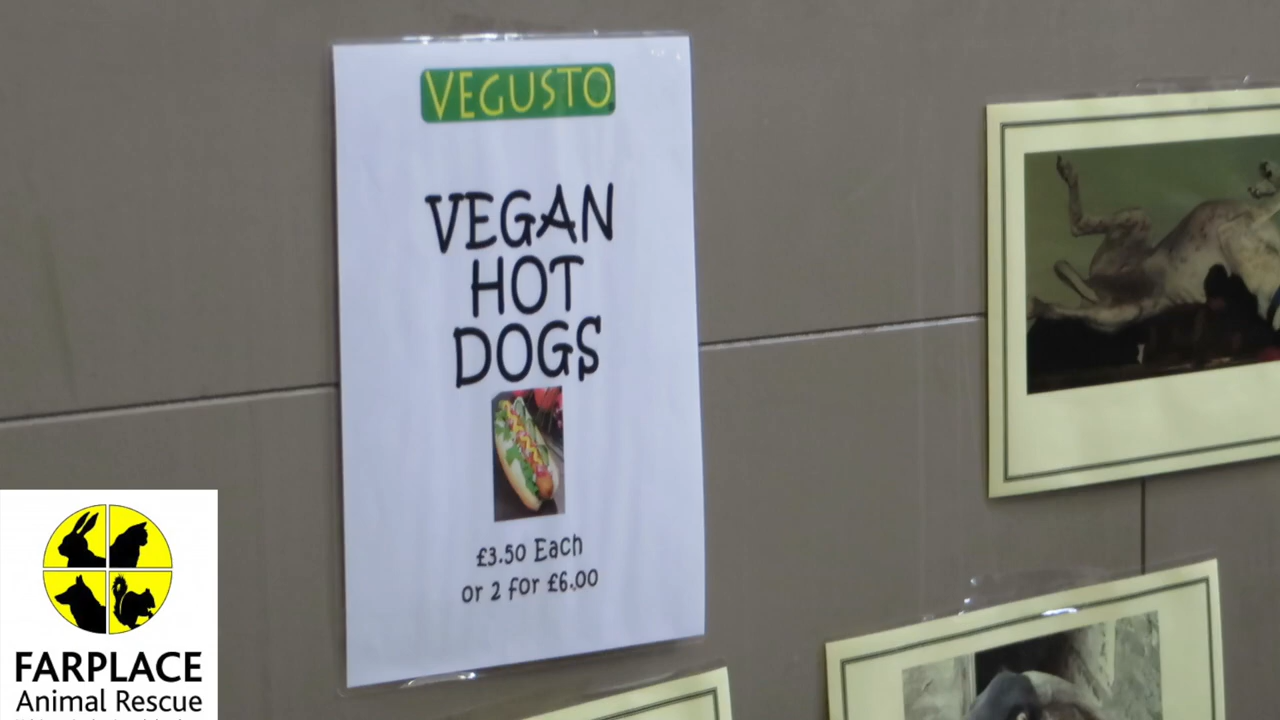 VEGUSTO
VEGAN
HOT
DOGS
£3.50 Each
or 2 for £6.00
FARPLACE
Animal Rescue